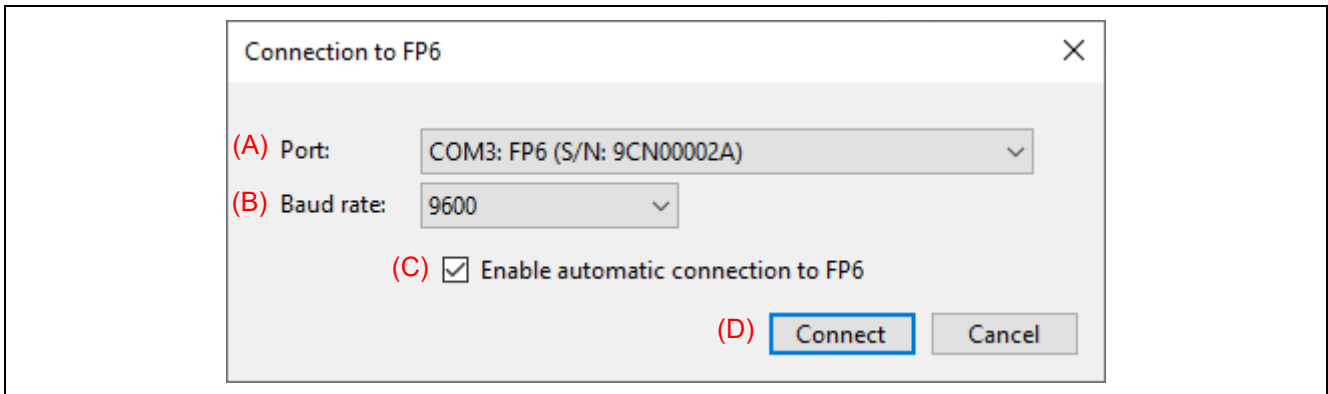 Connection to FP6
(A) Port: COM3: FP6 (S/N: 9CN00002A)
(B) Baud rate: 9600
(C) Enable automatic connection to FP6
(D) Connect Cancel